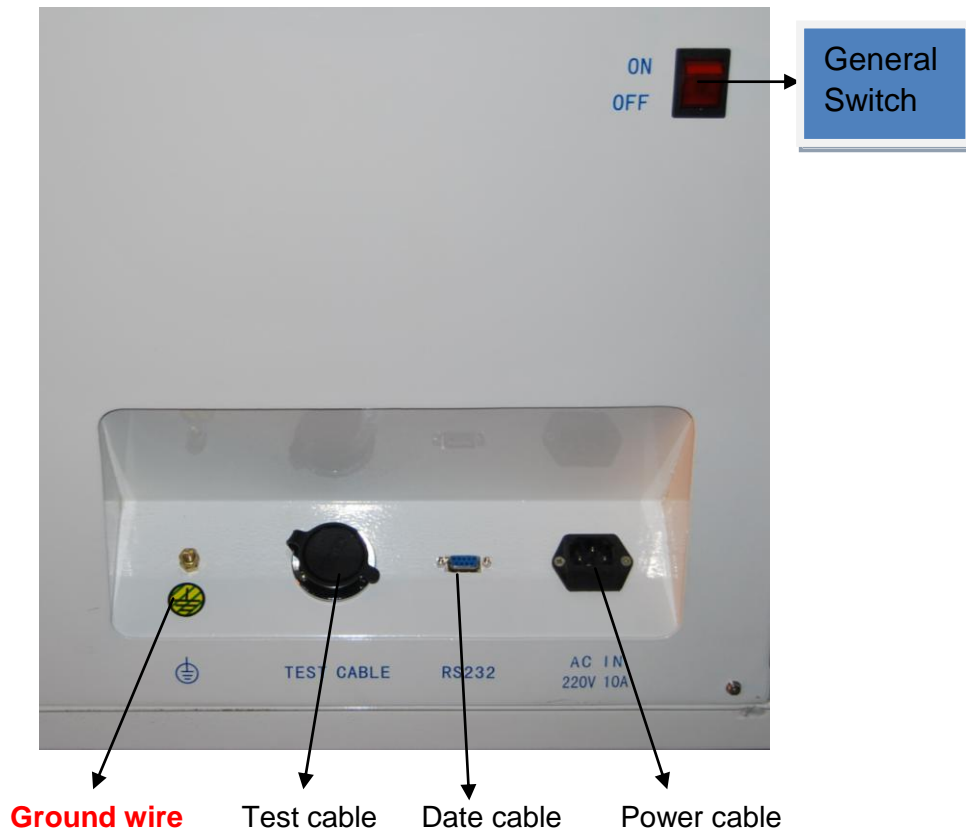 ON
OFF
General
Switch
TEST CABLE
RS232
AC IN
220V 10A
Ground wire
Test cable
Date cable
Power cable